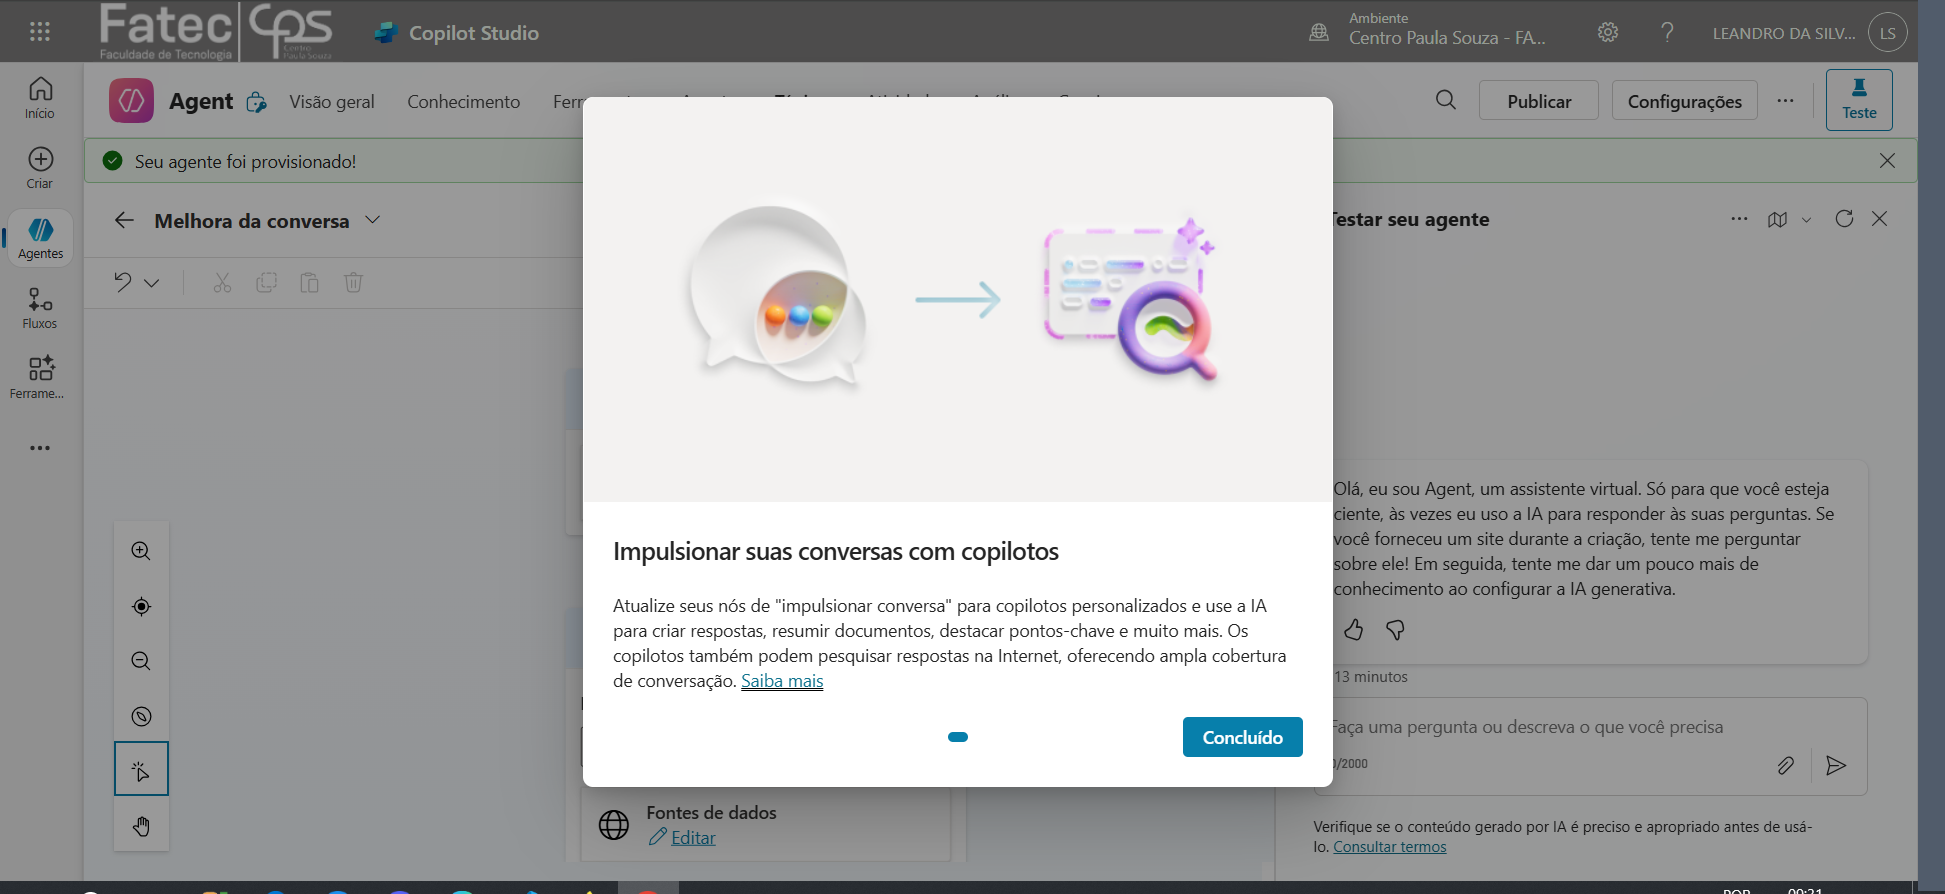 Fatec
Faculdade de Tecnologia
CPS
Centro
Paula Souza
Copilot Studio
Ambiente
Centro Paula Souza - FA...
LEANDRO DA SILV...
LS
Início
Criar
Agentes
Fluxos
Ferrame...
Agent
Visão geral
Conhecimento
Publicar
Configurações
Teste
Seu agente foi provisionado!
Melhora da conversa
Testar seu agente
Impulsionar suas conversas com copilotos
Atualize seus nós de "impulsionar conversa" para copilotos personalizados e use a IA
para criar respostas, resumir documentos, destacar pontos-chave e muito mais. Os
copilotos também podem pesquisar respostas na Internet, oferecendo ampla cobertura
de conversação. Saiba mais
Concluído
Olá, eu sou Agent, um assistente virtual. Só para que você esteja
ciente, às vezes eu uso a IA para responder às suas perguntas. Se
você forneceu um site durante a criação, tente me perguntar
sobre ele! Em seguida, tente me dar um pouco mais de
conhecimento ao configurar a IA generativa.
13 minutos
Faça uma pergunta ou descreva o que você precisa
0/2000
Fontes de dados
Editar
Verifique se o conteúdo gerado por IA é preciso e apropriado antes de usá-
lo. Consultar termos
POR
00:21